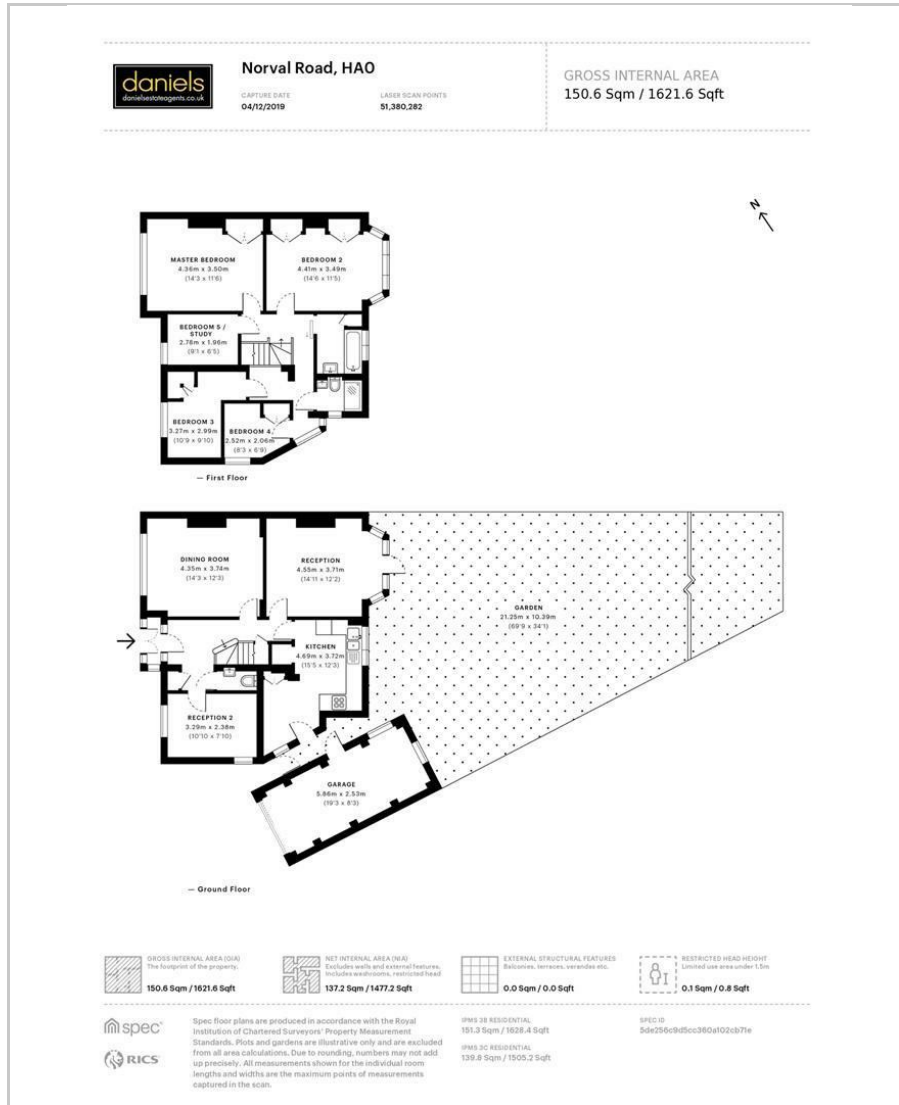 daniels
danielsestateagents.co.uk
Norval Road, HA0
CAPTURE DATE
04/12/2019
LASER SCAN POINTS
51,380,282
GROSS INTERNAL AREA
150.6 Sqm / 1621.6 Sqft
N
MASTER BEDROOM
4.36m x 3.50m
(14'3 x 11'6)
BEDROOM 2
4.41m x 3.49m
(14'6 x 11'5)
BEDROOM 5 /
STUDY
2.78m x 1.96m
(9'1 x 6'5)
BEDROOM 3
3.27m x 2.99m
(10'9 x 9'10)
BEDROOM 4
2.52m x 2.06m
(8'3 x 6'9)
— First Floor
DINING ROOM
4.35m x 3.74m
(14'3 x 12'3)
RECEPTION
4.55m x 3.71m
(14'11 x 12'2)
GARDEN
21.25m x 10.39m
(69'9 x 34'1)
KITCHEN
4.69m x 3.72m
(15'5 x 12'3)
RECEPTION 2
3.29m x 2.38m
(10'10 x 7'10)
GARAGE
5.86m x 2.53m
(19'3 x 8'3)
— Ground Floor
GROSS INTERNAL AREA (GIA)
The footprint of the property.
150.6 Sqm / 1621.6 Sqft
NET INTERNAL AREA (NIA)
Excludes walls and external features.
Includes washrooms, restricted head
137.2 Sqm / 1477.2 Sqft
EXTERNAL STRUCTURAL FEATURES
Balconies, terraces, verandas etc.
0.0 Sqm / 0.0 Sqft
RESTRICTED HEAD HEIGHT
Limited use area under 1.5m
0.1 Sqm / 0.8 Sqft
spec
RICS
Spec floor plans are produced in accordance with the Royal
Institution of Chartered Surveyors' Property Measurement
Standards. Plots and gardens are illustrative only and are excluded
from all area calculations. Due to rounding, numbers may not add
up precisely. All measurements shown for the individual room
lengths and widths are the maximum points of measurements
captured in the scan.
IPMS 3B RESIDENTIAL
151.3 Sqm / 1628.4 Sqft
IPMS 3C RESIDENTIAL
139.8 Sqm / 1505.2 Sqft
SPEC ID
5de256c9d5cc360a102cb71e